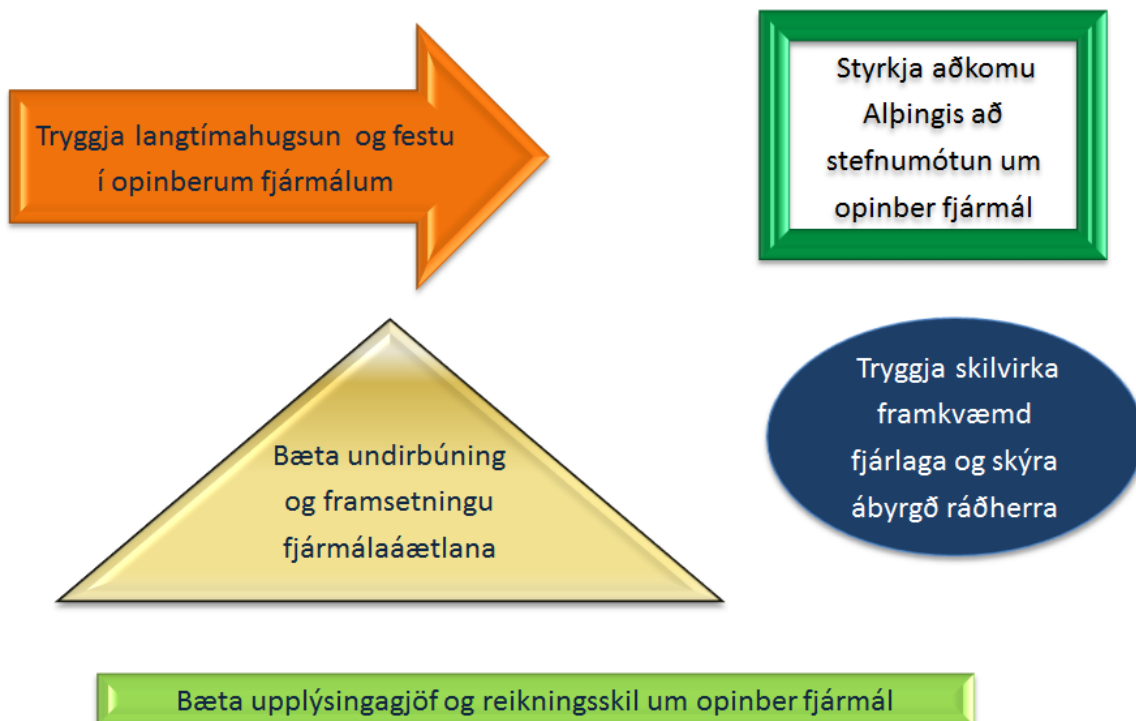 Tryggja langtímahugsun og festu
í opinberum fjármálum
Styrkja aðkomu
Alþingis að
stefnumótun um
opinber fjármál
Bæta undirbúning
og framsetningu
fjármálaáætlana
Tryggja skilvirka
framkvæmd
fjárlaga og skýra
ábyrgð ráðherra
Bæta upplýsingagjöf og reikningsskil um opinber fjármál